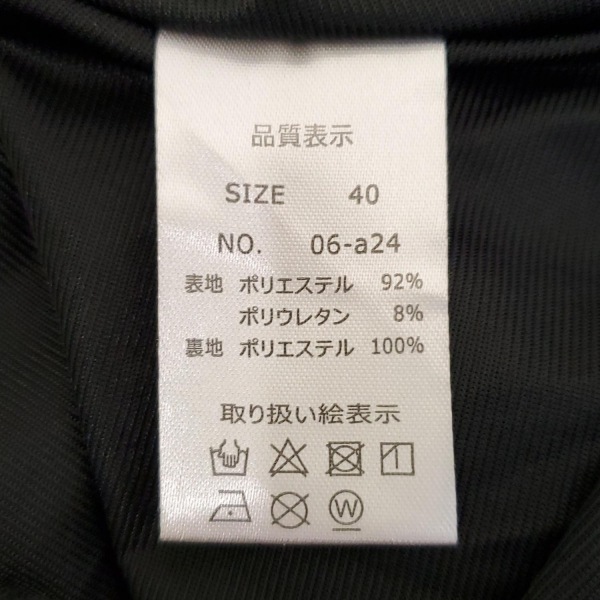 品質表示
SIZE 40
NO. 06-a24
表地 ポリエステル 92%
ポリウレタン 8%
裏地 ポリエステル 100%
取り扱い絵表示
W